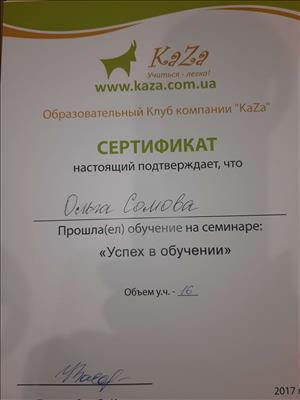 KaZa
Учиться - легко!
www.kaza.com.ua
Образовательный Клуб компании "KaZa"
СЕРТИФИКАТ
настоящий подтверждает, что
Ольга Сомова
Прошла(ел) обучение на семинаре:
«Успех в обучении»
Объем у.ч. - 16
2017